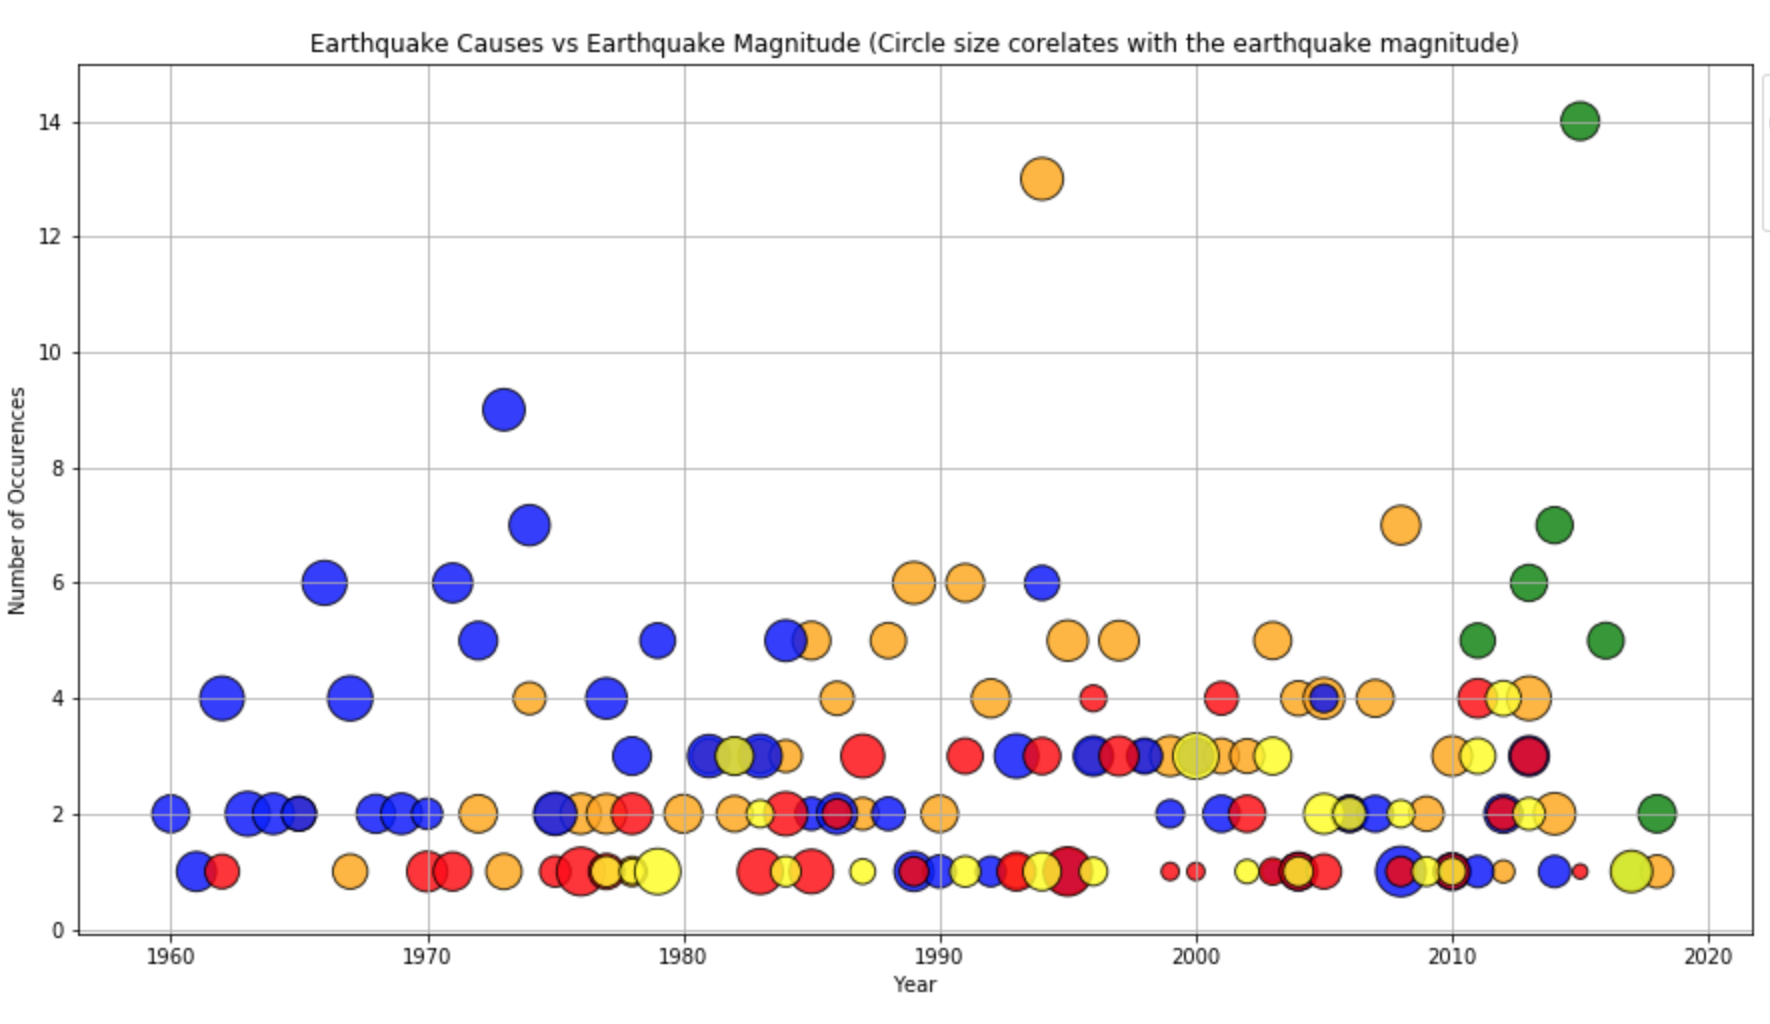 Earthquake Causes vs Earthquake Magnitude (Circle size corelates with the earthquake magnitude)
Number of Occurences
14
12
10
8
6
4
2
0
1960 1970 1980 1990 2000 2010 2020
Year